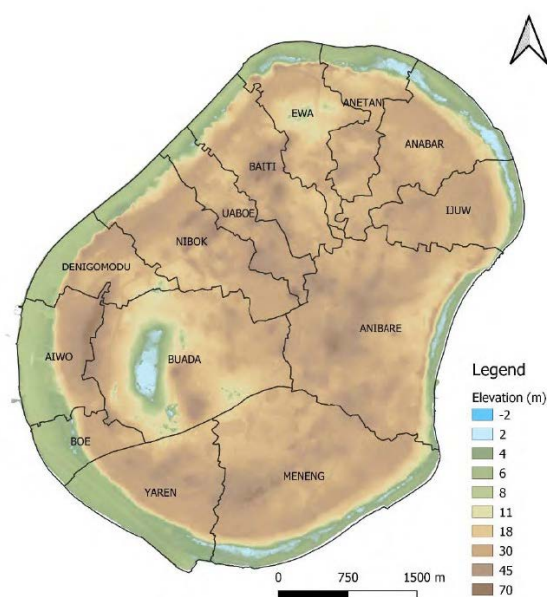 EWA
ANETAN
ANABAR
BAITI
IJUW
UABOE
NIBOK
DENIGOMODU
ANIBARE
AIWO
BUADA
BOE
MENENG
YAREN
Legend
Elevation (m)
-2
2
4
6
8
11
18
30
45
70
0 750 1500 m